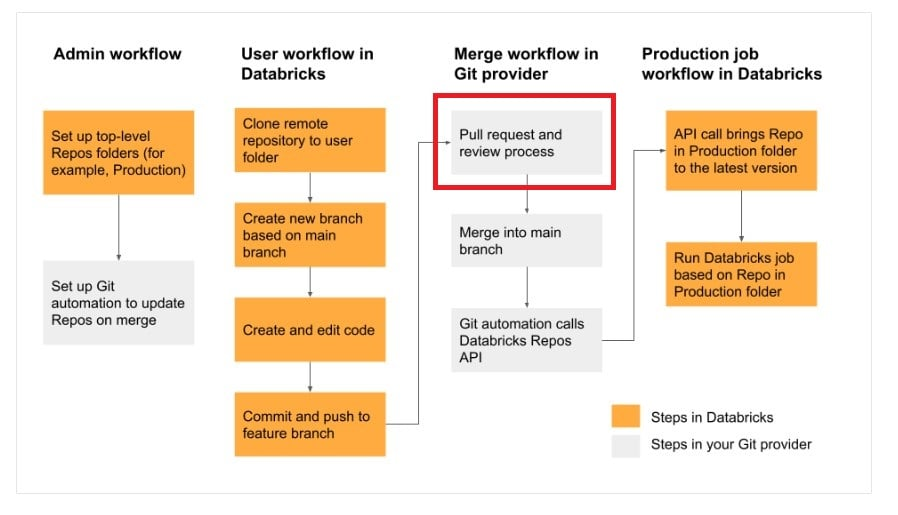 Admin workflow
Set up top-level
Repos folders (for
example, Production)
Set up Git
automation to update
Repos on merge
User workflow in
Databricks
Clone remote
repository to user
folder
Create new branch
based on main
branch
Create and edit code
Commit and push to
feature branch
Merge workflow in
Git provider
Pull request and
review process
Merge into main
branch
Git automation calls
Databricks Repos
API
Production job
workflow in Databricks
API call brings Repo
in Production folder
to the latest version
Run Databricks job
based on Repo in
Production folder
Steps in Databricks
Steps in your Git provider